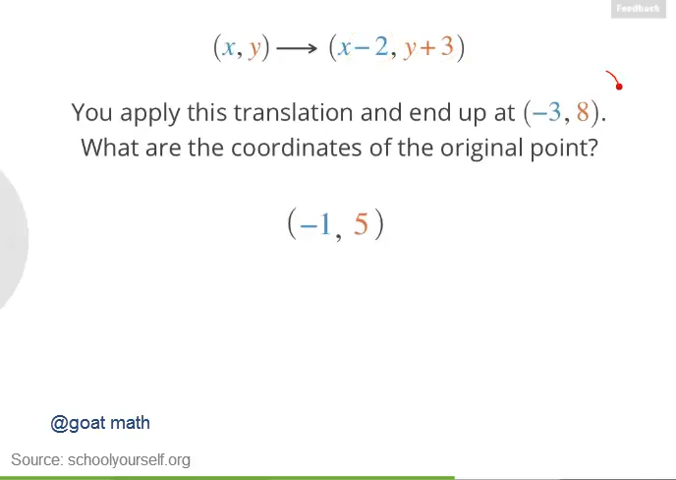 Feedback
(x, y) ⟶ (x − 2, y + 3)
You apply this translation and end up at (−3, 8).
What are the coordinates of the original point?
(−1, 5)
@goat math
Source: schoolyourself.org